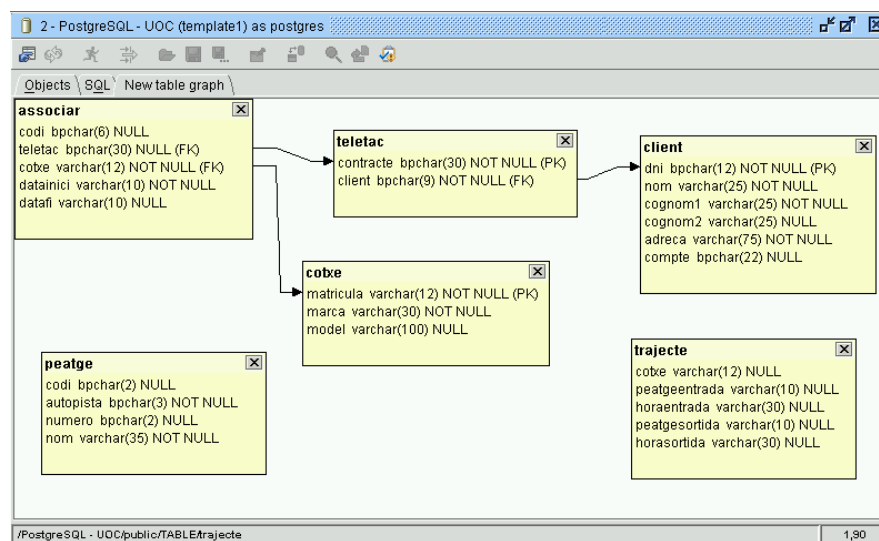 2 - PostgreSQL - UOC (template1) as postgres
Objects SQL New table graph
associar
codi bpchar(6) NULL
teletac bpchar(30) NULL (FK)
cotxe varchar(12) NOT NULL (FK)
datainici varchar(10) NOT NULL
datafi varchar(10) NULL
teletac
contracte bpchar(30) NOT NULL (PK)
client bpchar(9) NULL (FK)
client
dni bpchar(12) NOT NULL (PK)
nom varchar(25) NOT NULL
cognom1 varchar(25) NOT NULL
cognom2 varchar(25) NULL
adreca varchar(75) NOT NULL
compte bpchar(22) NULL
cotxe
matricula varchar(12) NOT NULL (PK)
marca varchar(30) NOT NULL
model varchar(100) NULL
peatge
codi bpchar(2) NULL
autopista bpchar(3) NOT NULL
numero bpchar(2) NULL
nom varchar(35) NOT NULL
trajecte
cotxe varchar(12) NULL
peatgeentrada varchar(10) NULL
horaentrada varchar(30) NULL
peatgesortida varchar(10) NULL
horasortida varchar(30) NULL
/PostgreSQL - UOC/public/TABLE/trajecte
1,90